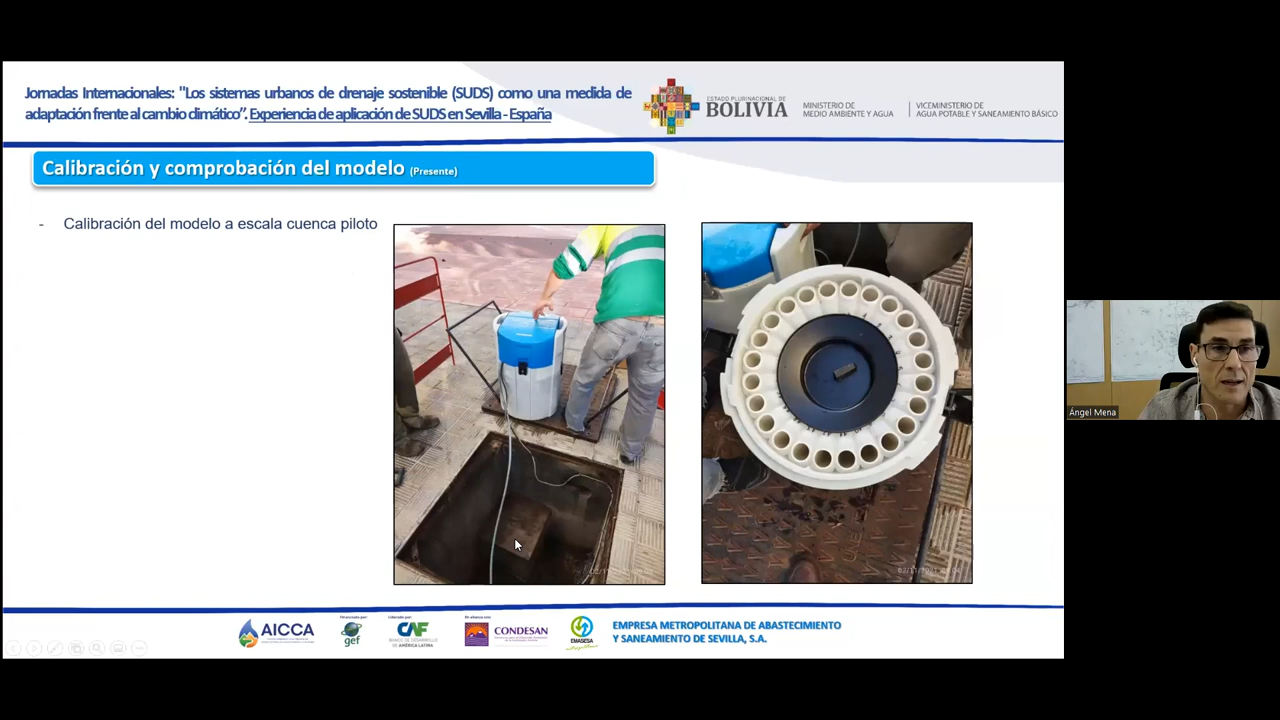 Jornadas Internacionales: "Los sistemas urbanos de drenaje sostenible (SUDS) como una medida de
adaptación frente al cambio climático". Experiencia de aplicación de SUDS en Sevilla - España
ESTADO PLURINACIONAL DE
BOLIVIA
MINISTERIO DE
MEDIO AMBIENTE Y AGUA
VICEMINISTERIO DE
AGUA POTABLE Y SANEAMIENTO BÁSICO
Calibración y comprobación del modelo (Presente)
- Calibración del modelo a escala cuenca piloto
Ángel Mena
AICCA
Financiado por:
gef
CAF
BANCO DE DESARROLLO
DE AMÉRICA LATINA
CONDESAN
EMASESA
EMPRESA METROPOLITANA DE ABASTECIMIENTO
Y SANEAMIENTO DE SEVILLA, S.A.